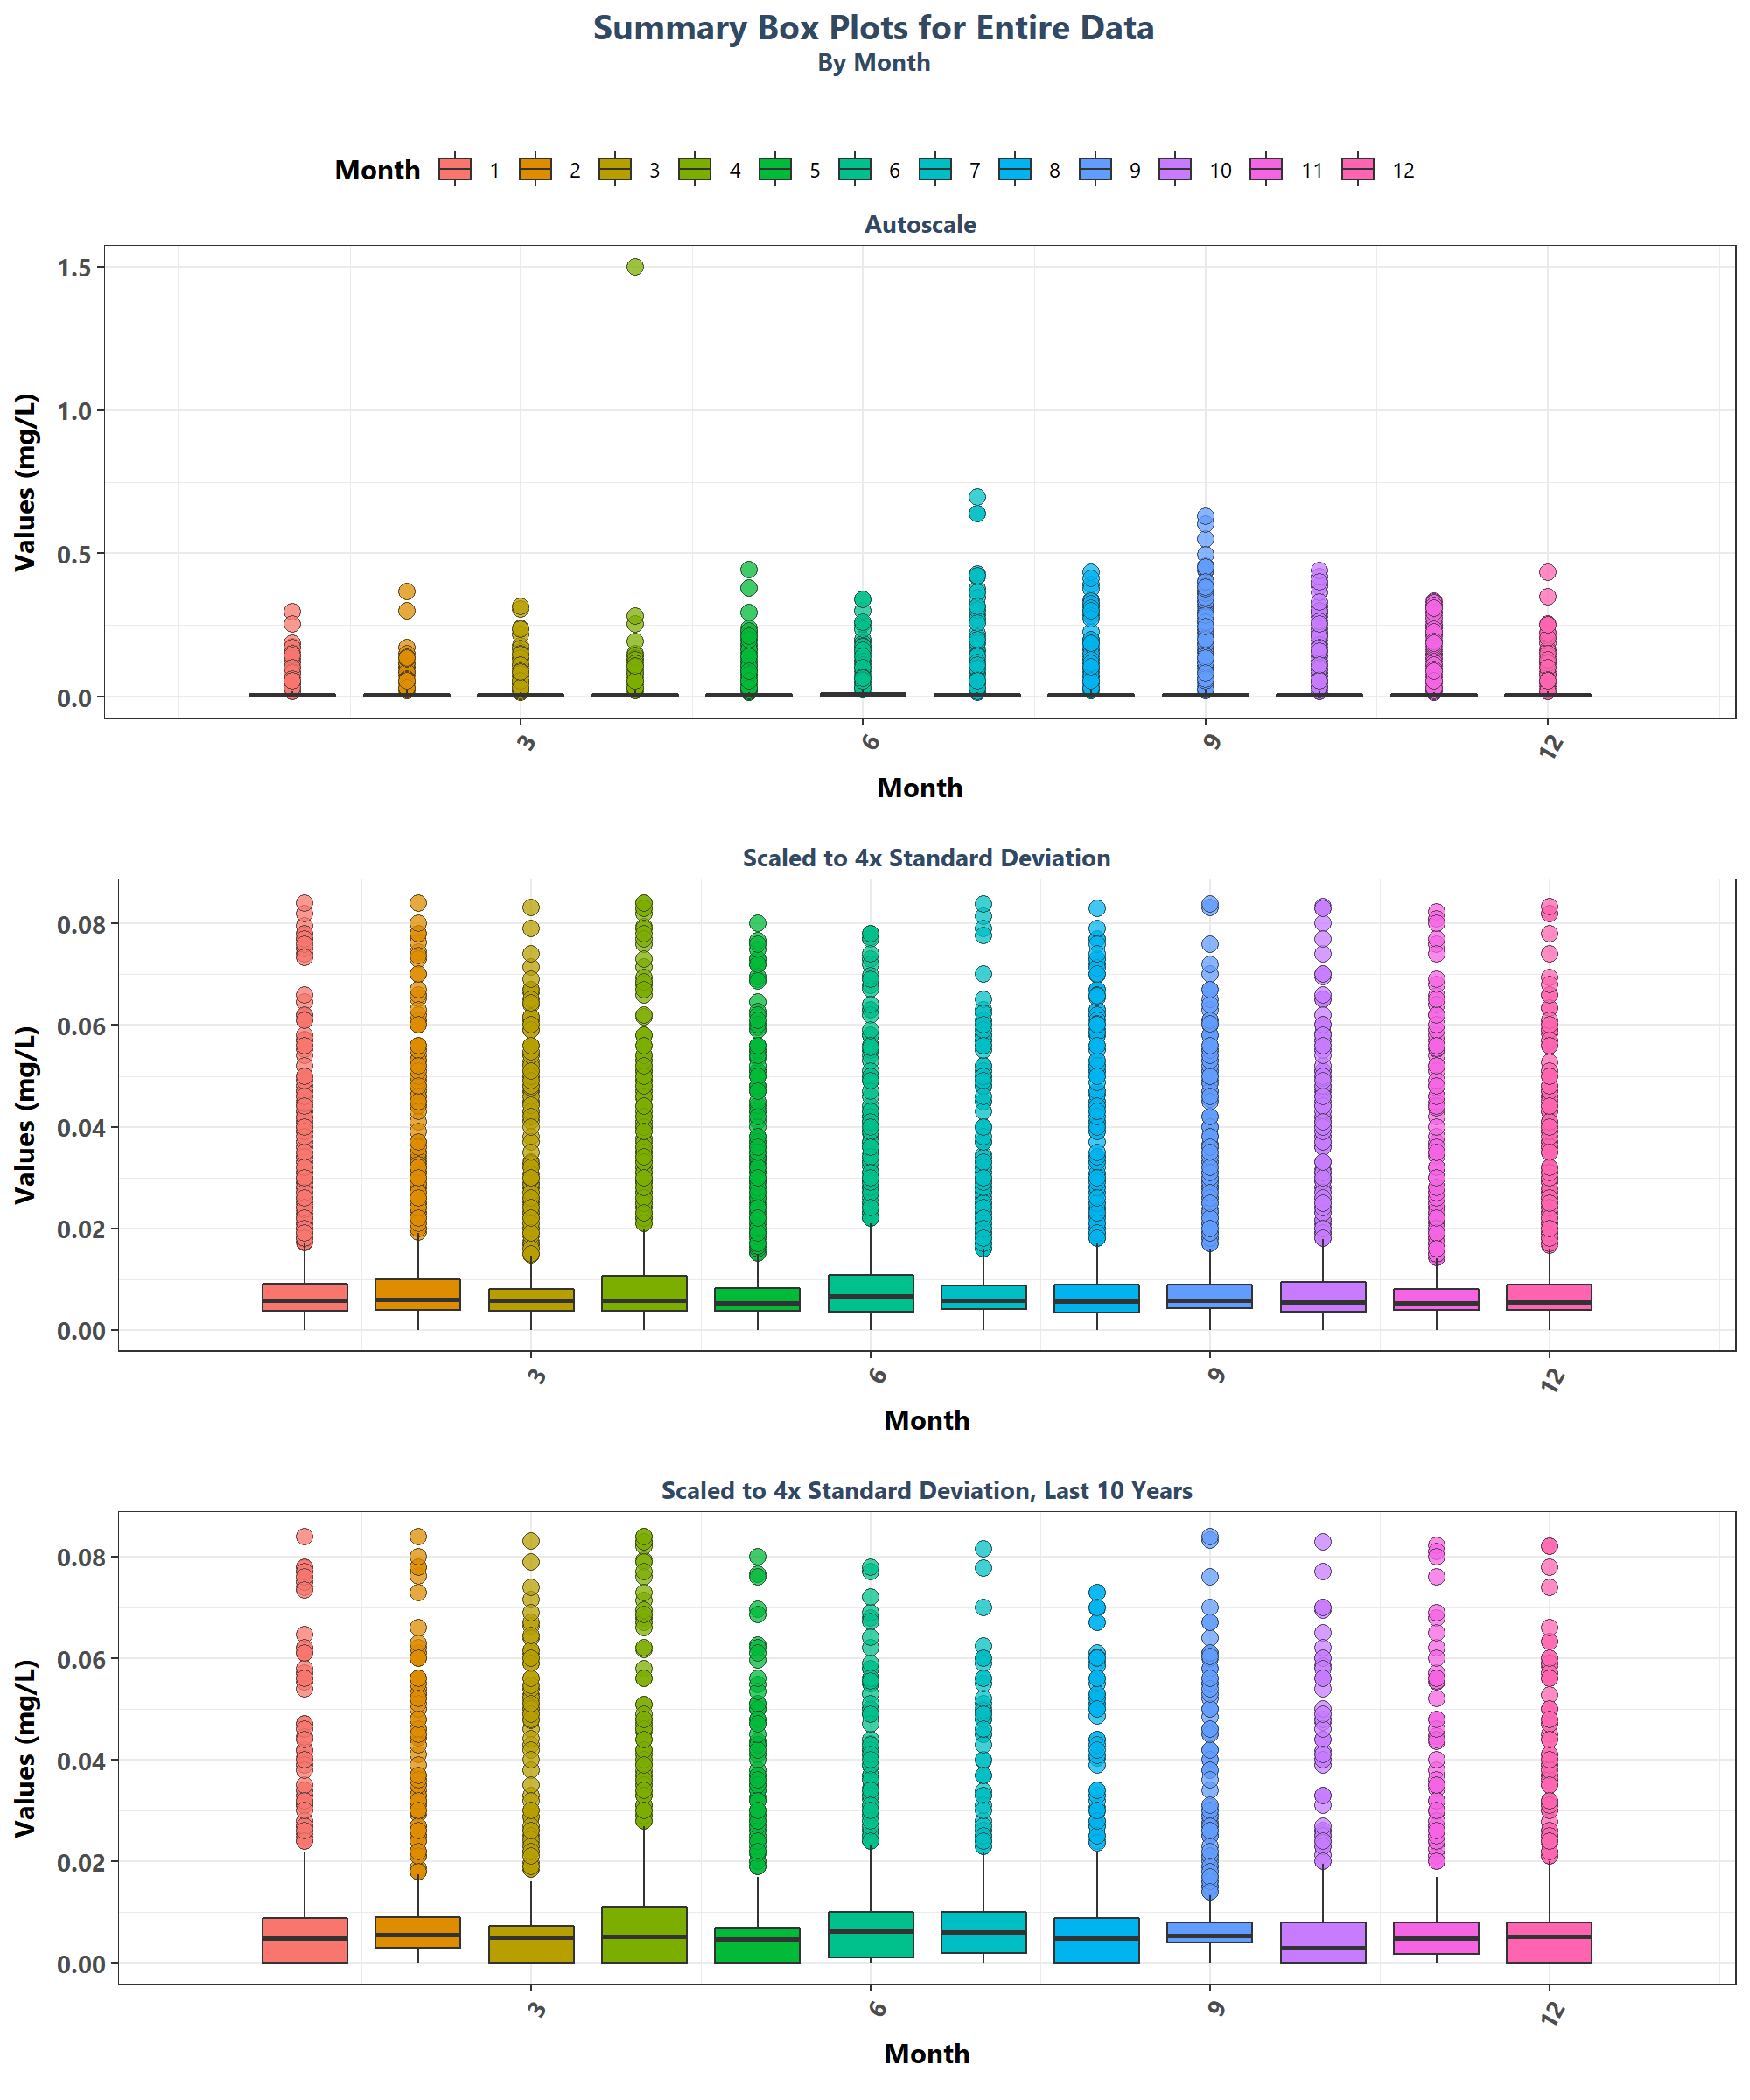 Summary Box Plots for Entire Data
By Month
Month 1 2 3 4 5 6 7 8 9 10 11 12
Autoscale
Values (mg/L)
1.5
1.0
0.5
0.0
3 6 9 12
Month
Scaled to 4x Standard Deviation
Values (mg/L)
0.08
0.06
0.04
0.02
0.00
3 6 9 12
Month
Scaled to 4x Standard Deviation, Last 10 Years
Values (mg/L)
0.08
0.06
0.04
0.02
0.00
3 6 9 12
Month